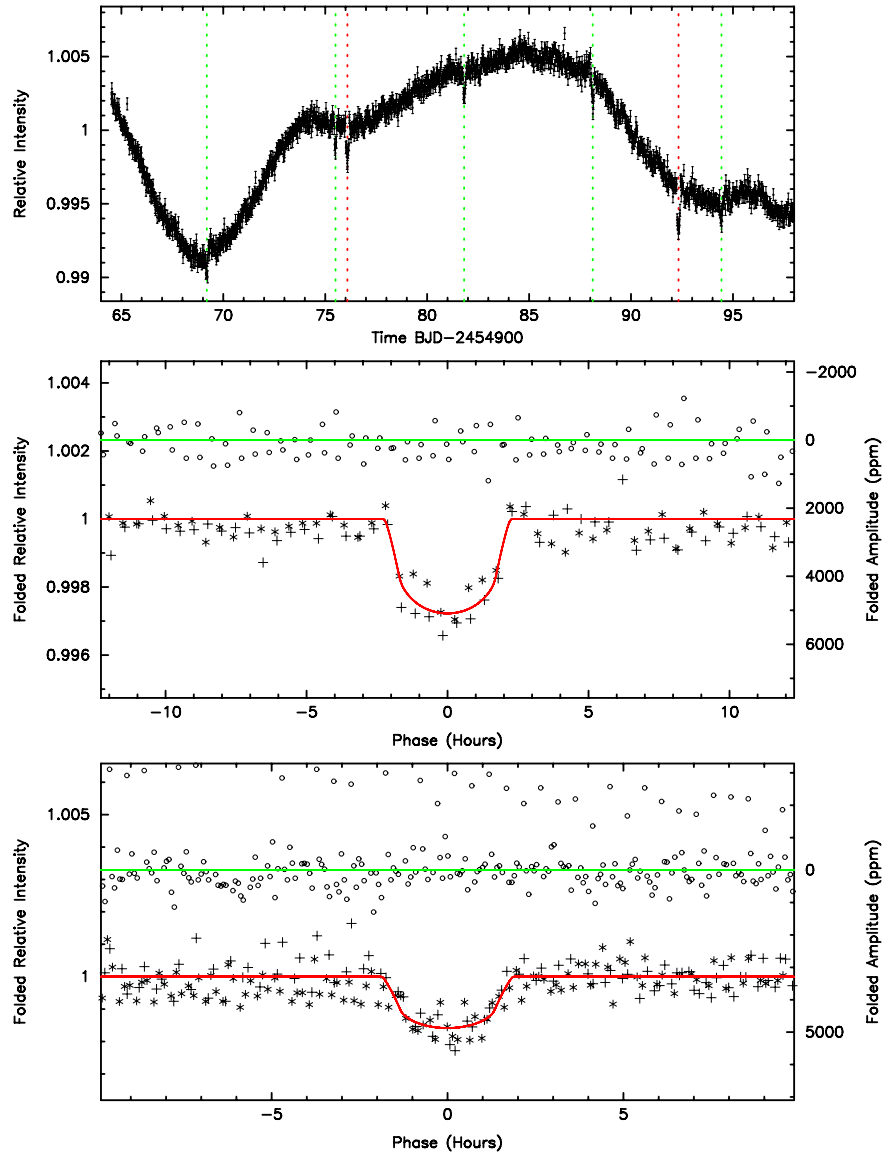 1.005
1
0.995
0.99
Relative Intensity
65 70 75 80 85 90 95
Time BJD-2454900
1.004
1.002
1
0.998
0.996
Folded Relative Intensity
-2000
0
2000
4000
6000
Folded Amplitude (ppm)
-10 -5 0 5 10
Phase (Hours)
1.005
1
Folded Relative Intensity
0
5000
Folded Amplitude (ppm)
-5 0 5
Phase (Hours)